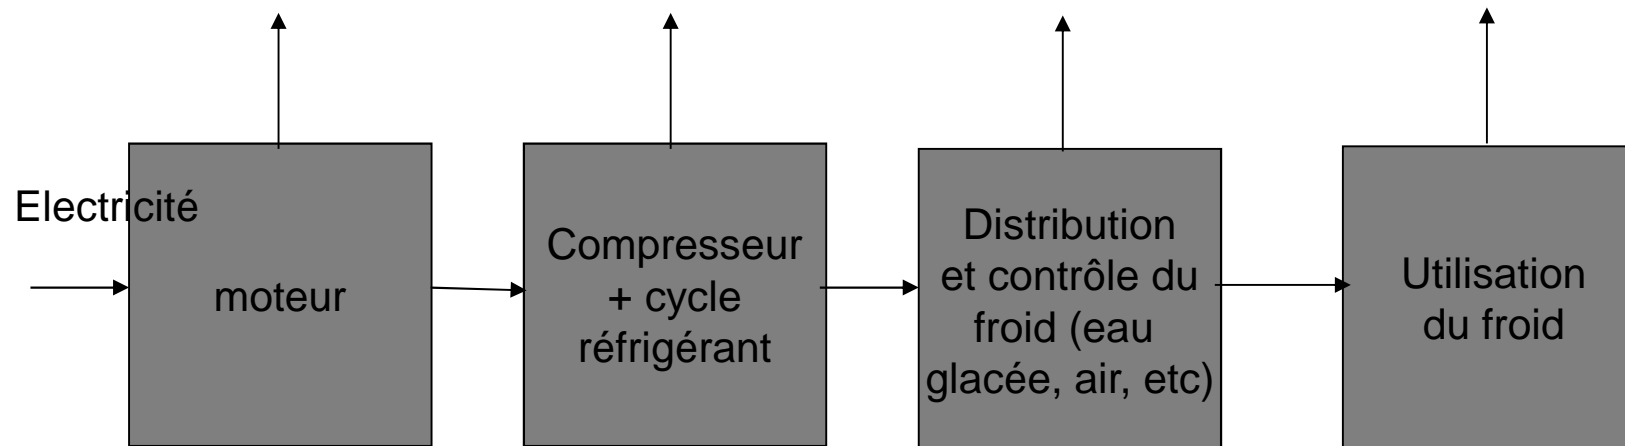 Electricité
moteur
Compresseur
+ cycle
réfrigérant
Distribution
et contrôle du
froid (eau
glacée, air, etc)
Utilisation
du froid